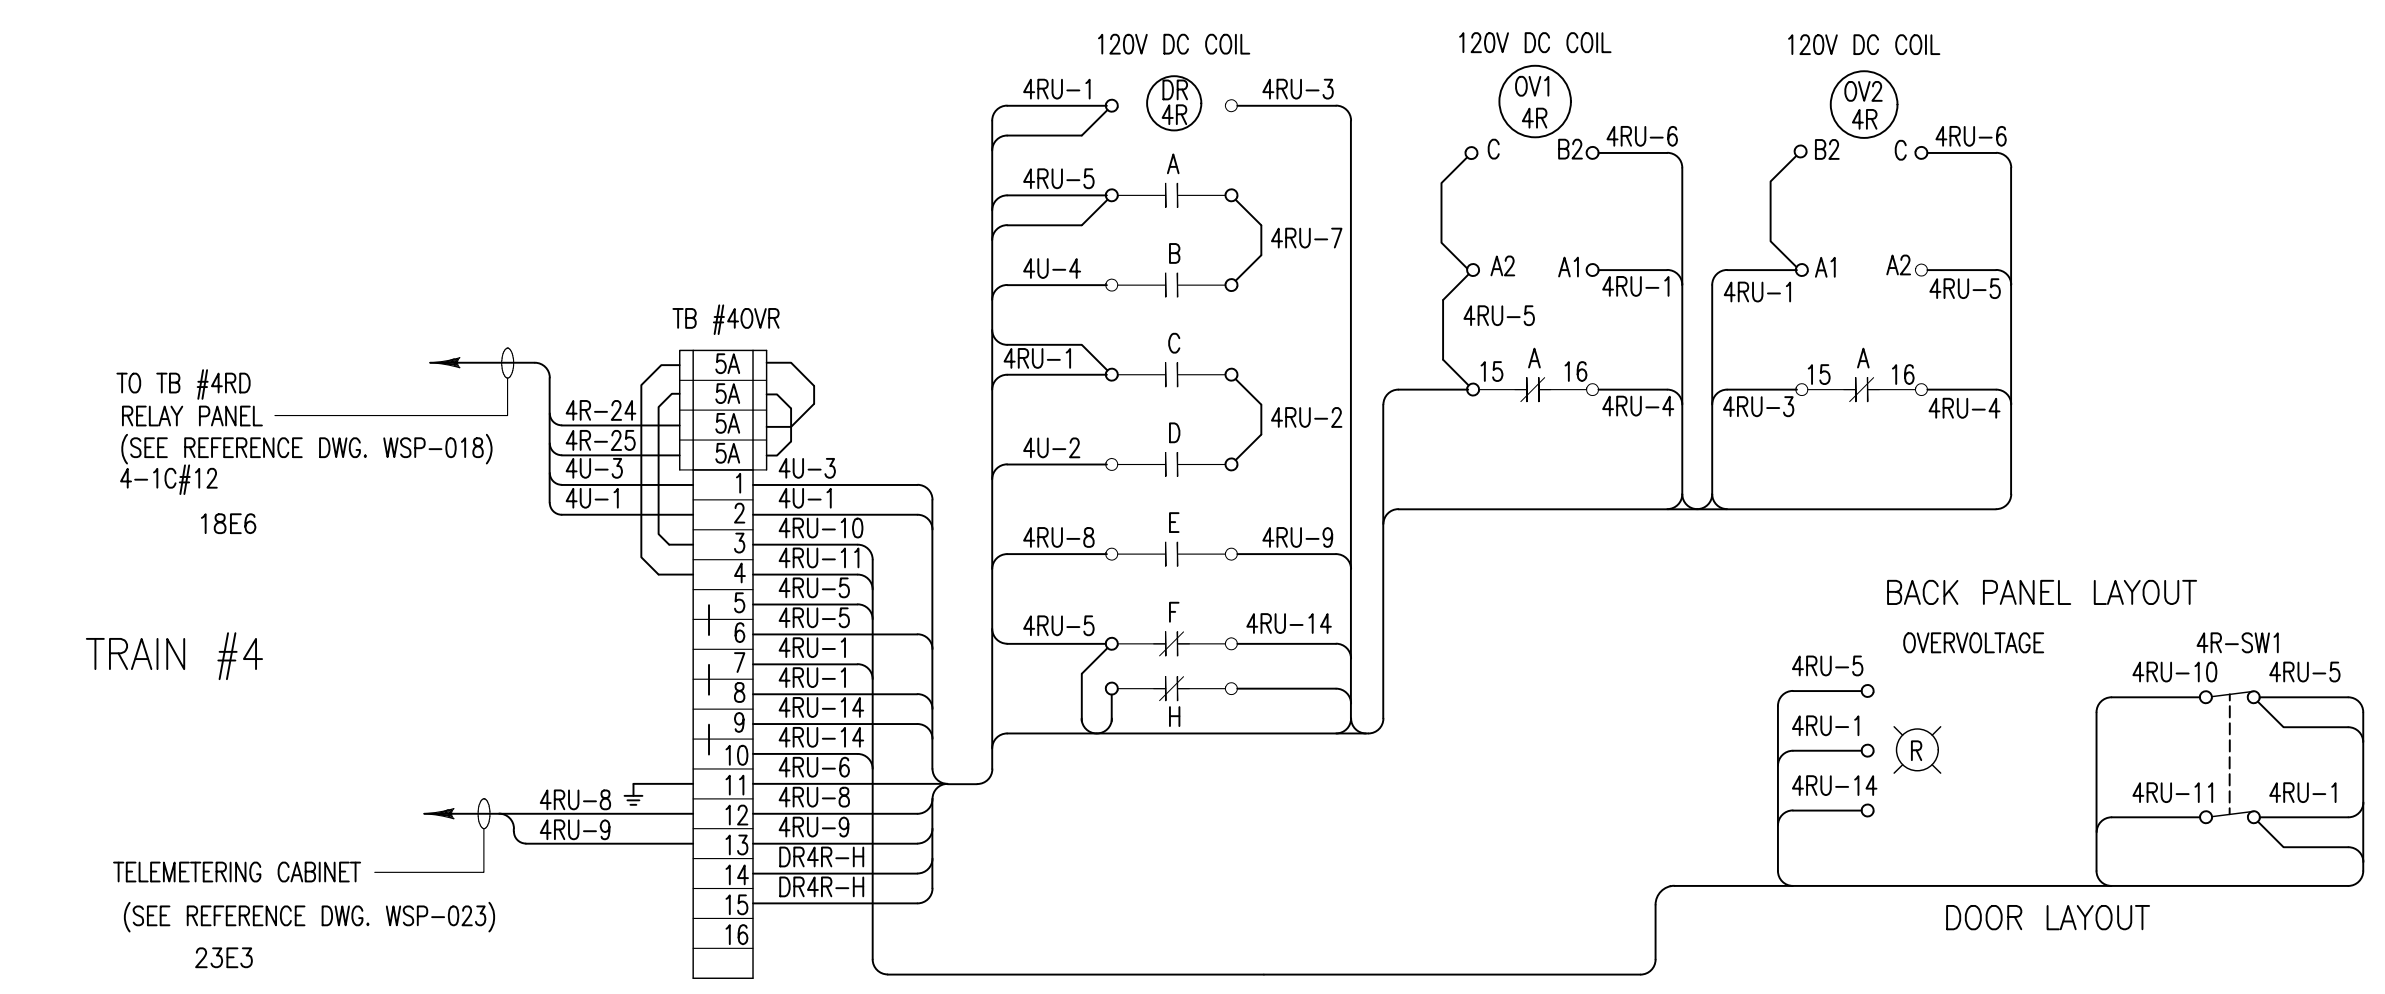 120V DC COIL
120V DC COIL
120V DC COIL
4RU-1
DR
4R
4RU-3
OV1
4R
OV2
4R
C
B2
4RU-6
B2
C
4RU-6
A
4RU-5
4RU-7
B
4U-4
A2
A1
4RU-1
4RU-1
A1
A2
4RU-5
4RU-5
TB #4OVR
C
4RU-1
15
A
16
4RU-4
4RU-3
15
A
16
4RU-4
4RU-2
D
4U-2
TO TB #4RD
RELAY PANEL
(SEE REFERENCE DWG. WSP-018)
4-1C#12
18E6
5A
5A
4R-24
5A
4R-25
5A
4U-3
1
4U-3
4U-1
2
4U-1
3
4RU-10
4
4RU-11
5
4RU-5
6
4RU-5
7
4RU-1
8
4RU-1
9
4RU-14
10
4RU-14
11
4RU-6
4RU-8
12
4RU-8
4RU-9
13
4RU-9
14
DR4R-H
15
DR4R-H
16
E
4RU-8
4RU-9
F
4RU-5
4RU-14
H
TRAIN #4
TELEMETERING CABINET
(SEE REFERENCE DWG. WSP-023)
23E3
BACK PANEL LAYOUT
OVERVOLTAGE
4R-SW1
4RU-5
4RU-10
4RU-5
4RU-1
R
4RU-14
4RU-11
4RU-1
DOOR LAYOUT